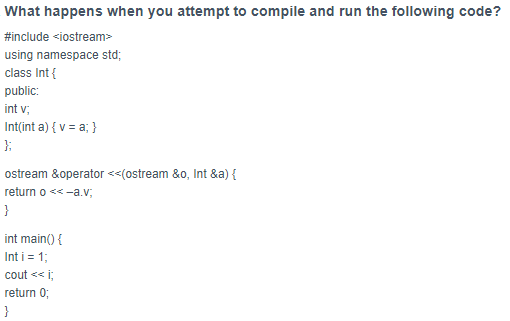 What happens when you attempt to compile and run the following code?
#include <iostream>
using namespace std;
class Int {
public:
int v;
Int(int a) { v = a; }
};
ostream &operator <<(ostream &o, Int &a) {
return o << –a.v;
}
int main() {
Int i = 1;
cout << i;
return 0;
}